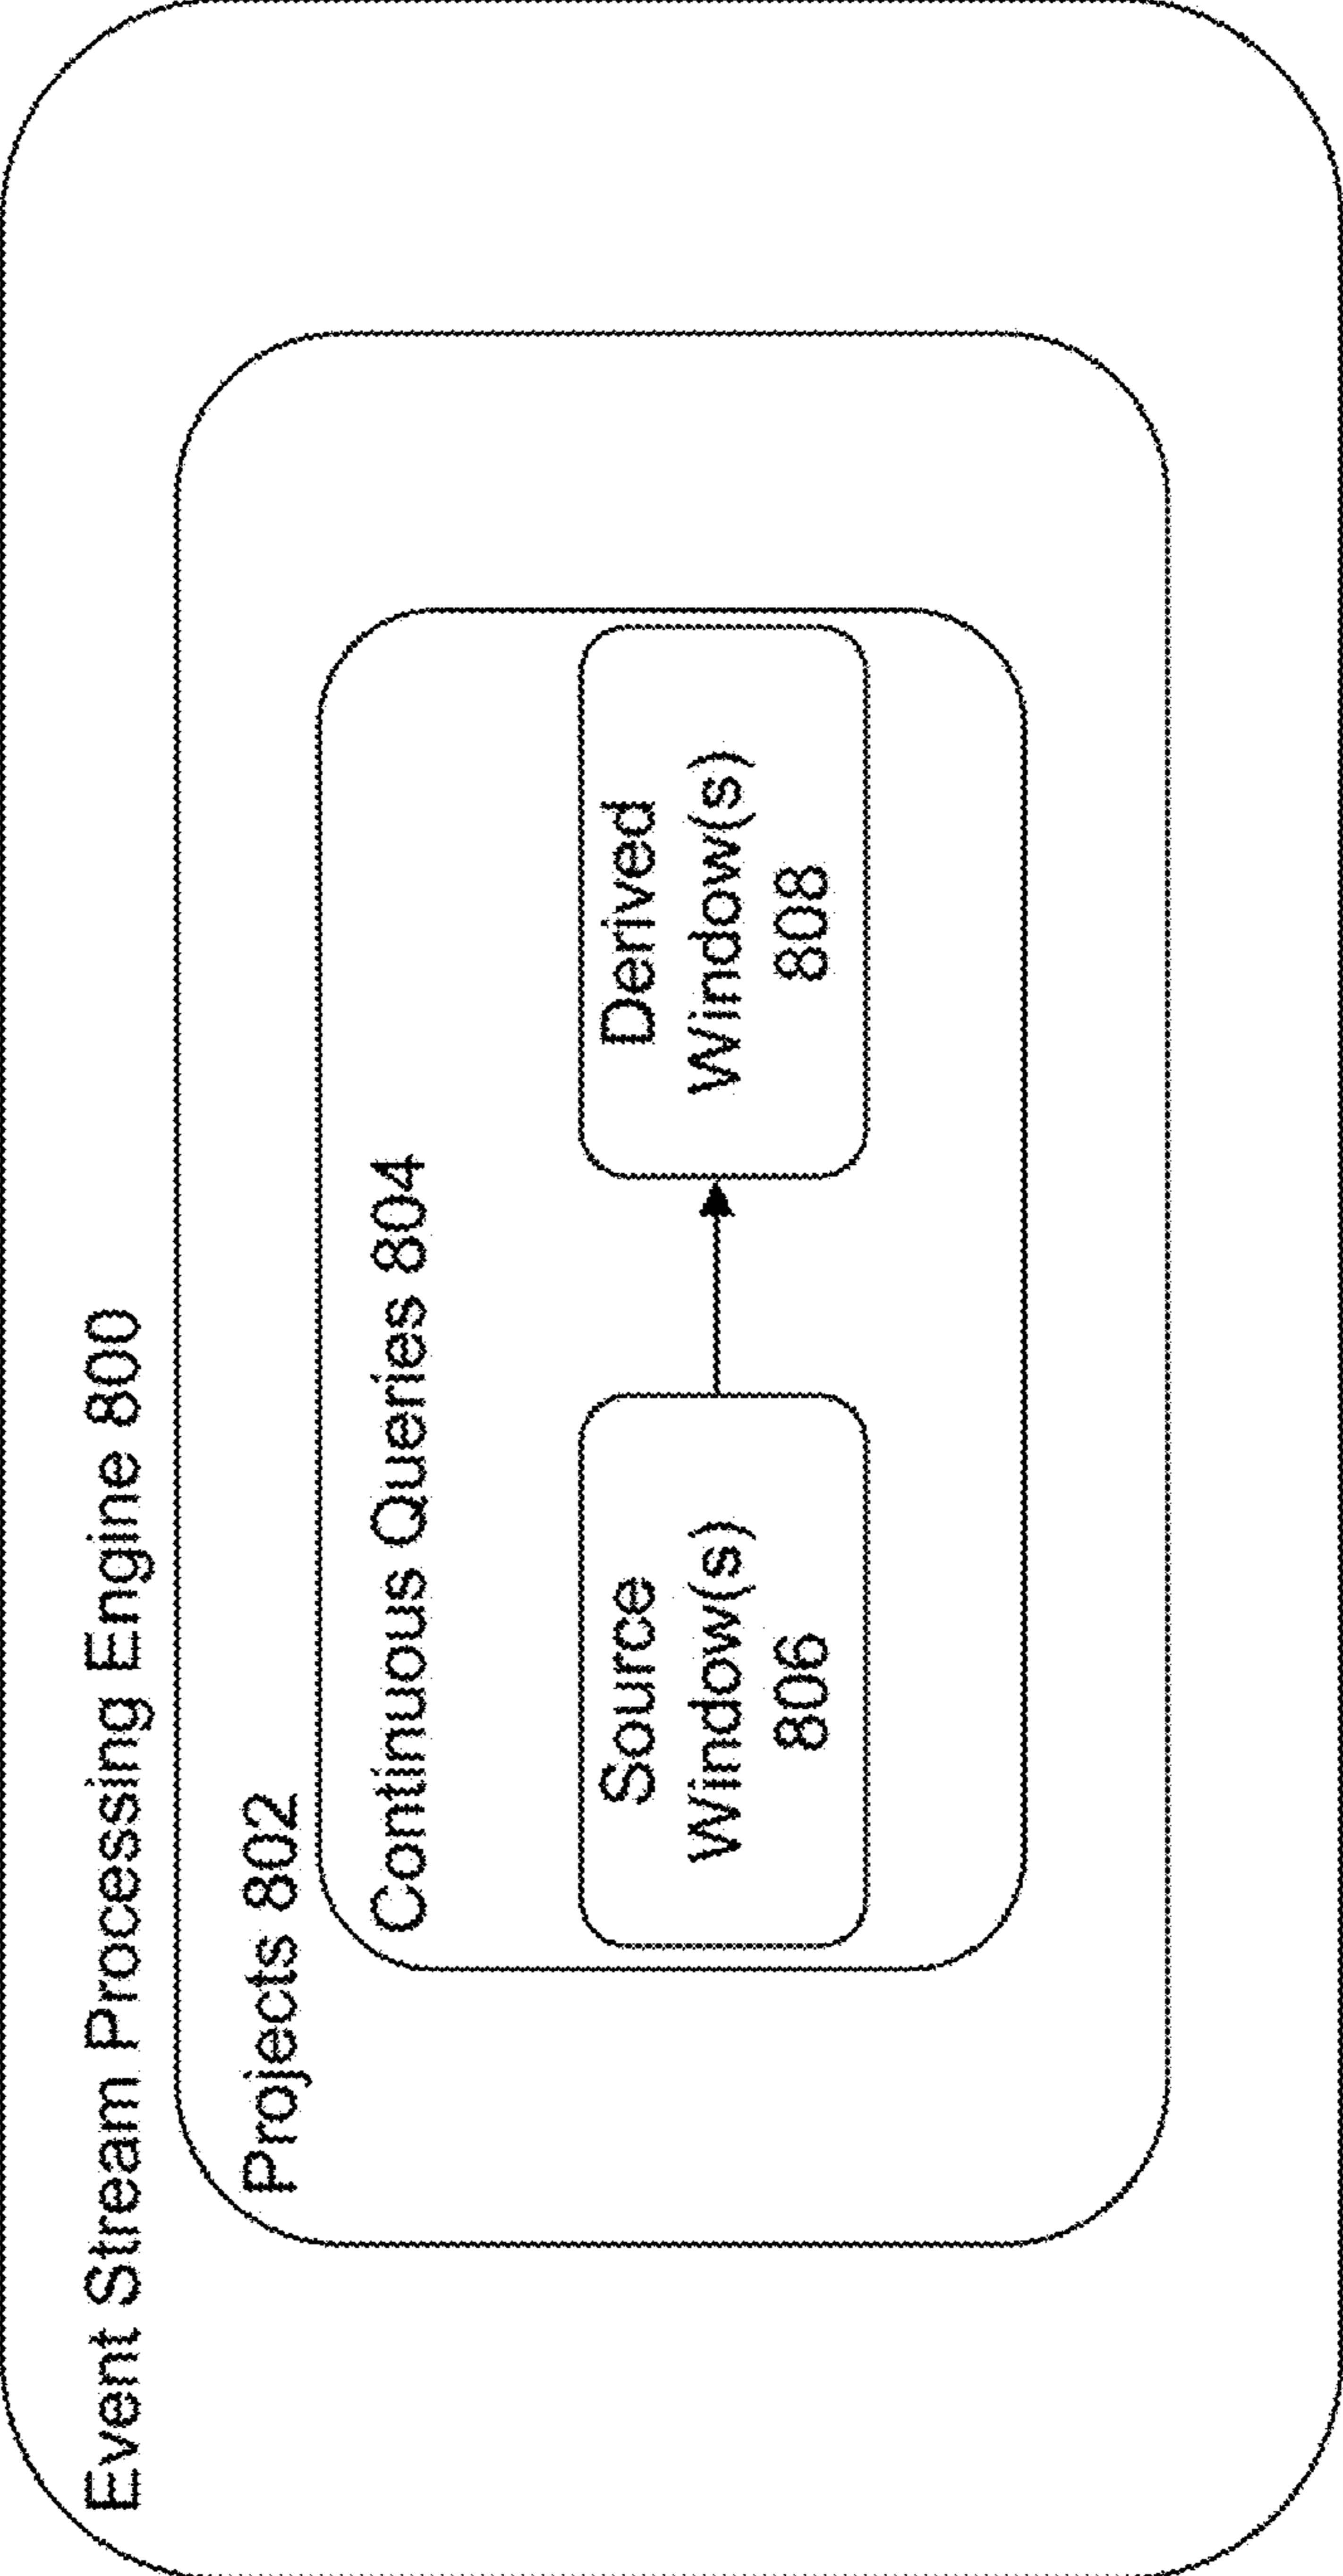 Event Stream Processing Engine 800
Projects 802
Continuous Queries 804
Source
Window(s)
806
Derived
Window(s)
808